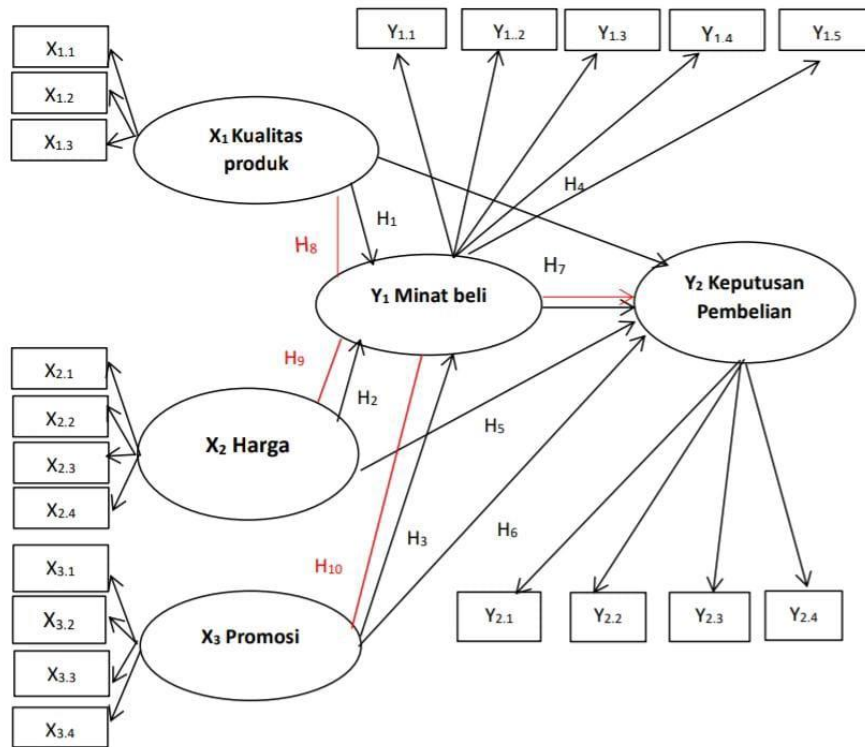 X1.1
X1.2
X1.3
Y1.1
Y1..2
Y1.3
Y1.4
Y1.5
X1 Kualitas
produk
H1
H4
H8
H7
Y1 Minat beli
Y2 Keputusan
Pembelian
H9
H2
X2.1
X2.2
X2.3
X2.4
X2 Harga
H5
H3
H6
H10
X3.1
X3.2
X3.3
X3.4
X3 Promosi
Y2.1
Y2.2
Y2.3
Y2.4